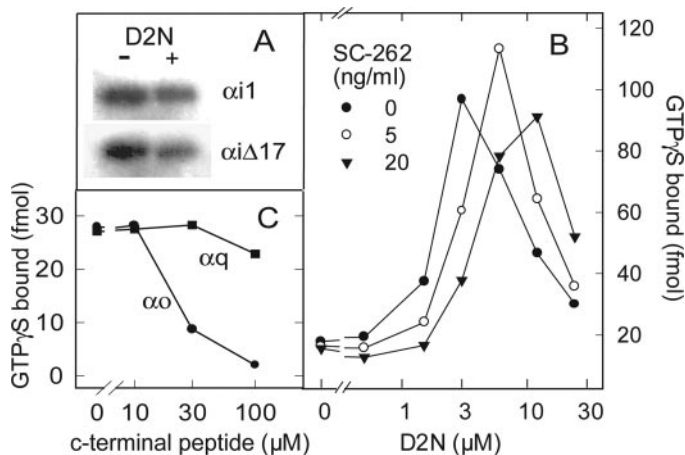 D2N
- +
A
αi1
αiΔ17
B
SC-262
(ng/ml)
0
5
20
120
100
80
60
40
20
GTPγS bound (fmol)
0 1 3 10 30
D2N (μM)
C
30
20
10
0
GTPγS bound (fmol)
αq
αo
0 10 30 100
c-terminal peptide (μM)